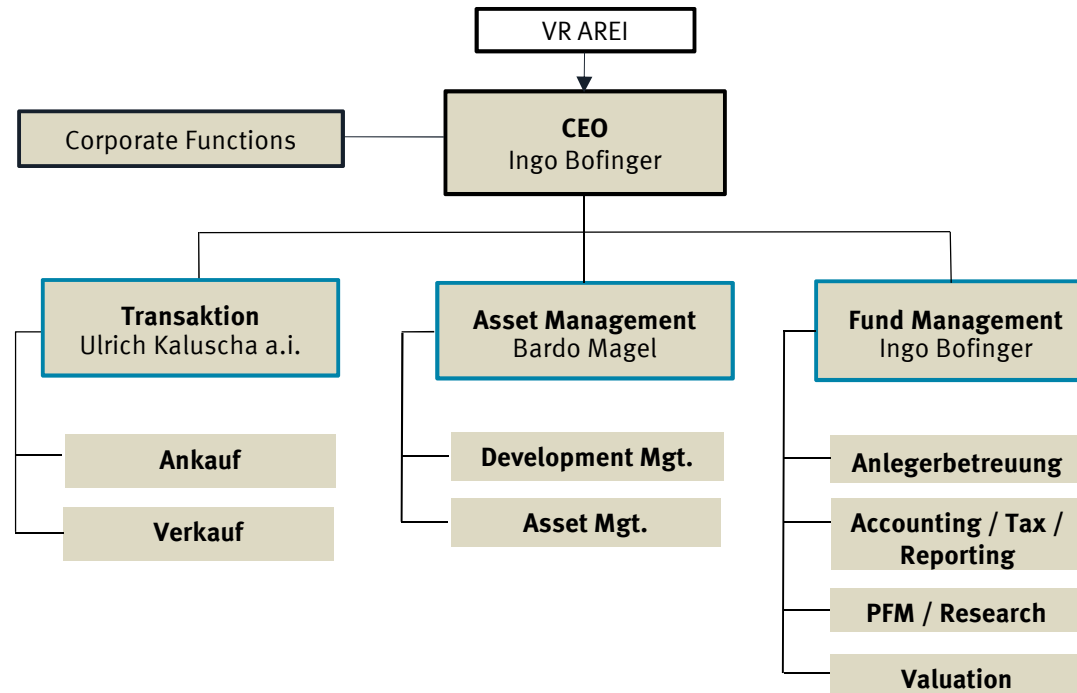 VR AREI
Corporate Functions
CEO
Ingo Bofinger
Transaktion
Ulrich Kaluscha a.i.
Asset Management
Bardo Magel
Fund Management
Ingo Bofinger
Ankauf
Verkauf
Development Mgt.
Asset Mgt.
Anlegerbetreuung
Accounting / Tax /
Reporting
PFM / Research
Valuation